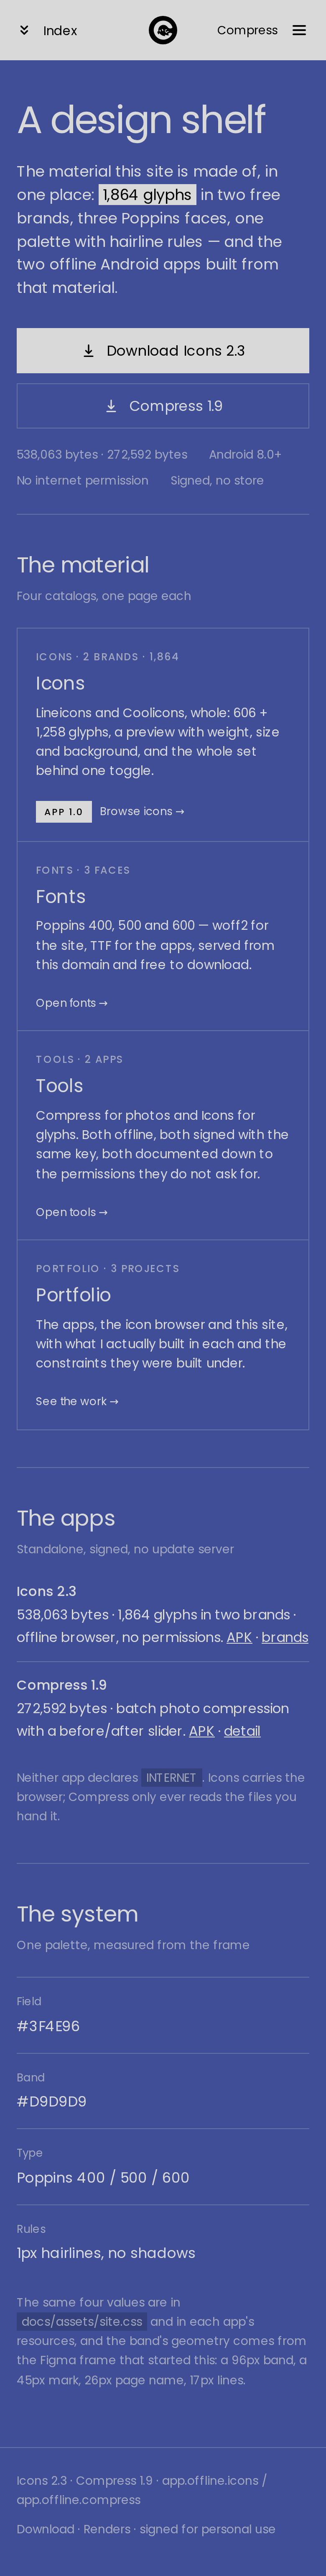 Index
Compress
A design shelf
The material this site is made of, in
one place: 1,864 glyphs in two free
brands, three Poppins faces, one
palette with hairline rules — and the
two offline Android apps built from
that material.
Download Icons 2.3
Compress 1.9
538,063 bytes · 272,592 bytes Android 8.0+
No internet permission Signed, no store
The material
Four catalogs, one page each
ICONS · 2 BRANDS · 1,864
Icons
Lineicons and Coolicons, whole: 606 +
1,258 glyphs, a preview with weight, size
and background, and the whole set
behind one toggle.
APP 1.0 Browse icons →
FONTS · 3 FACES
Fonts
Poppins 400, 500 and 600 — woff2 for
the site, TTF for the apps, served from
this domain and free to download.
Open fonts →
TOOLS · 2 APPS
Tools
Compress for photos and Icons for
glyphs. Both offline, both signed with the
same key, both documented down to
the permissions they do not ask for.
Open tools →
PORTFOLIO · 3 PROJECTS
Portfolio
The apps, the icon browser and this site,
with what I actually built in each and the
constraints they were built under.
See the work →
The apps
Standalone, signed, no update server
Icons 2.3
538,063 bytes · 1,864 glyphs in two brands ·
offline browser, no permissions. APK · brands
Compress 1.9
272,592 bytes · batch photo compression
with a before/after slider. APK · detail
Neither app declares INTERNET. Icons carries the
browser; Compress only ever reads the files you
hand it.
The system
One palette, measured from the frame
Field
#3F4E96
Band
#D9D9D9
Type
Poppins 400 / 500 / 600
Rules
1px hairlines, no shadows
The same four values are in
docs/assets/site.css and in each app's
resources, and the band's geometry comes from
the Figma frame that started this: a 96px band, a
45px mark, 26px page name, 17px lines.
Icons 2.3 · Compress 1.9 · app.offline.icons /
app.offline.compress
Download · Renders · signed for personal use